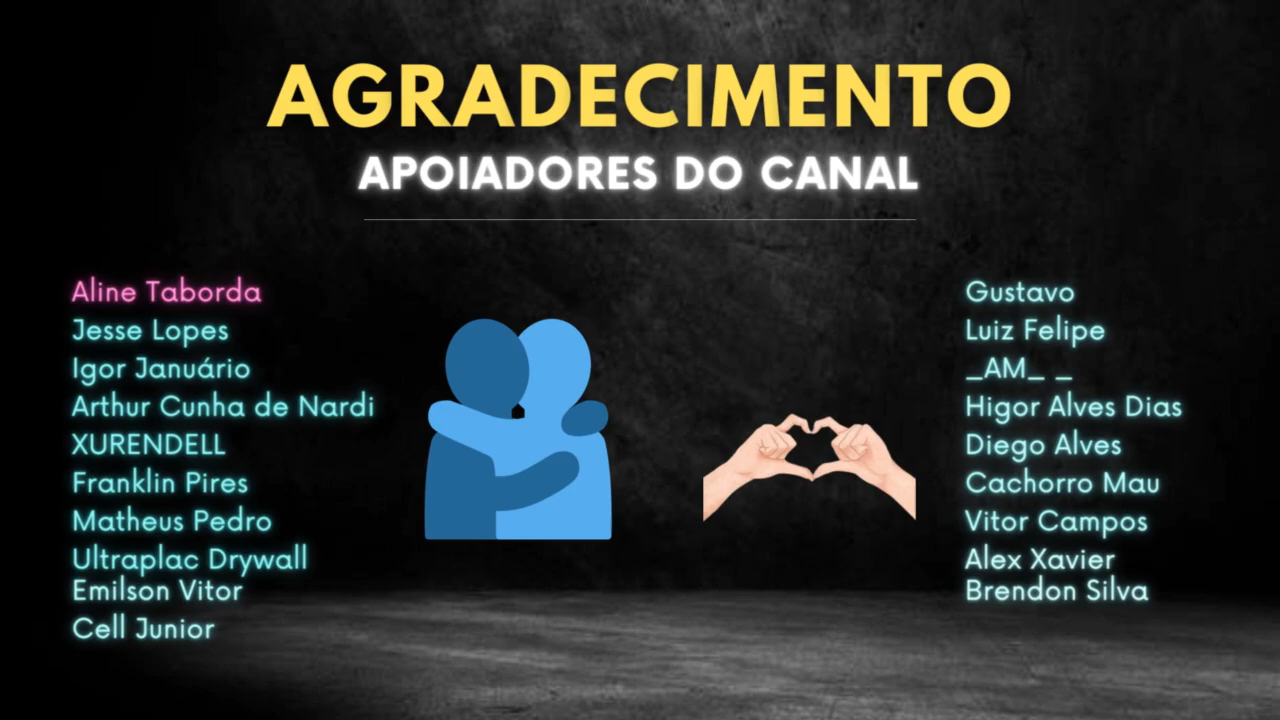 AGRADECIMENTO
APOIADORES DO CANAL
Aline Taborda
Jesse Lopes
Igor Januário
Arthur Cunha de Nardi
XURENDELL
Franklin Pires
Matheus Pedro
Ultraplac Drywall
Emilson Vitor
Cell Junior
Gustavo
Luiz Felipe
_AM_ _
Higor Alves Dias
Diego Alves
Cachorro Mau
Vitor Campos
Alex Xavier
Brendon Silva